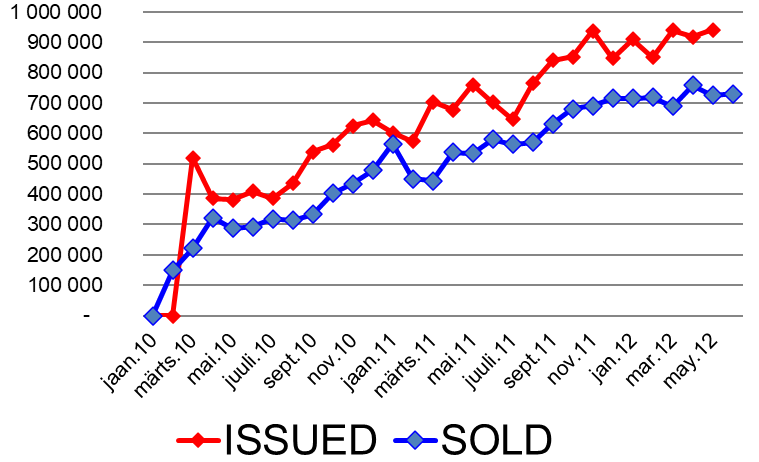 1 000 000
900 000
800 000
700 000
600 000
500 000
400 000
300 000
200 000
100 000
-
jaan.10
märts.10
mai.10
juuli.10
sept.10
nov.10
jaan.11
märts.11
mai.11
juuli.11
sept.11
nov.11
jan.12
mar.12
may.12
ISSUED SOLD